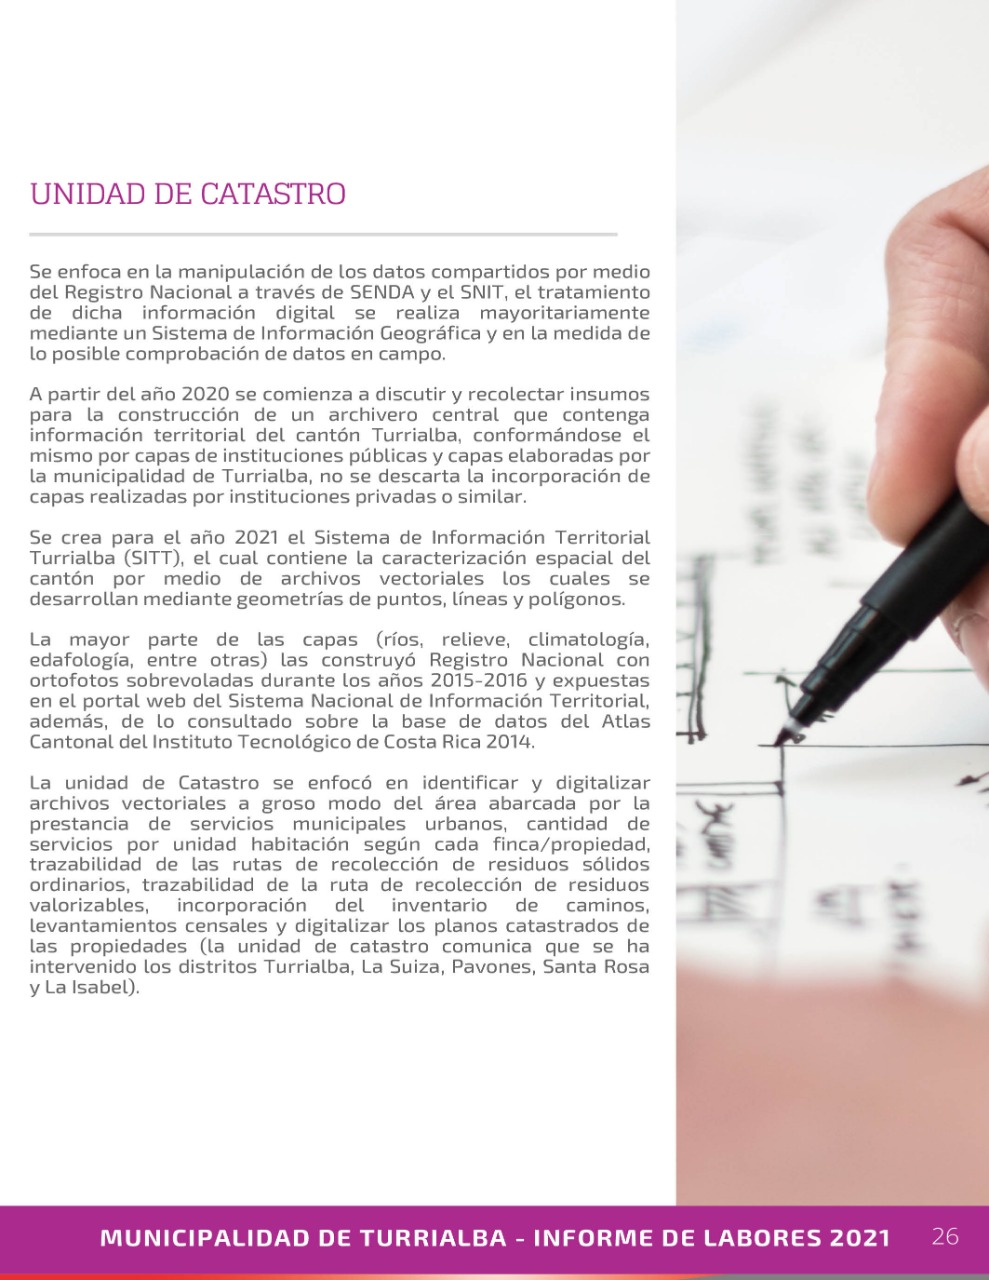 UNIDAD DE CATASTRO
Se enfoca en la manipulación de los datos compartidos por medio
del Registro Nacional a través de SENDA y el SNIT, el tratamiento
de dicha información digital se realiza mayoritariamente
mediante un Sistema de Información Geográfica y en la medida de
lo posible comprobación de datos en campo.
A partir del año 2020 se comienza a discutir y recolectar insumos
para la construcción de un archivero central que contenga
información territorial del cantón Turrialba, conformándose el
mismo por capas de instituciones públicas y capas elaboradas por
la municipalidad de Turrialba, no se descarta la incorporación de
capas realizadas por instituciones privadas o similar.
Se crea para el año 2021 el Sistema de Información Territorial
Turrialba (SITT), el cual contiene la caracterización espacial del
cantón por medio de archivos vectoriales los cuales se
desarrollan mediante geometrías de puntos, líneas y polígonos.
La mayor parte de las capas (ríos, relieve, climatología,
edafología, entre otras) las construyó Registro Nacional con
ortofotos sobrevoladas durante los años 2015-2016 y expuestas
en el portal web del Sistema Nacional de Información Territorial,
además, de lo consultado sobre la base de datos del Atlas
Cantonal del Instituto Tecnológico de Costa Rica 2014.
La unidad de Catastro se enfocó en identificar y digitalizar
archivos vectoriales a groso modo del área abarcada por la
prestancia de servicios municipales urbanos, cantidad de
servicios por unidad habitación según cada finca/propiedad,
trazabilidad de las rutas de recolección de residuos sólidos
ordinarios, trazabilidad de la ruta de recolección de residuos
valorizables, incorporación del inventario de caminos,
levantamientos censales y digitalizar los planos catastrados de
las propiedades (la unidad de catastro comunica que se ha
intervenido los distritos Turrialba, La Suiza, Pavones, Santa Rosa
y La Isabel).
MUNICIPALIDAD DE TURRIALBA - INFORME DE LABORES 2021
26